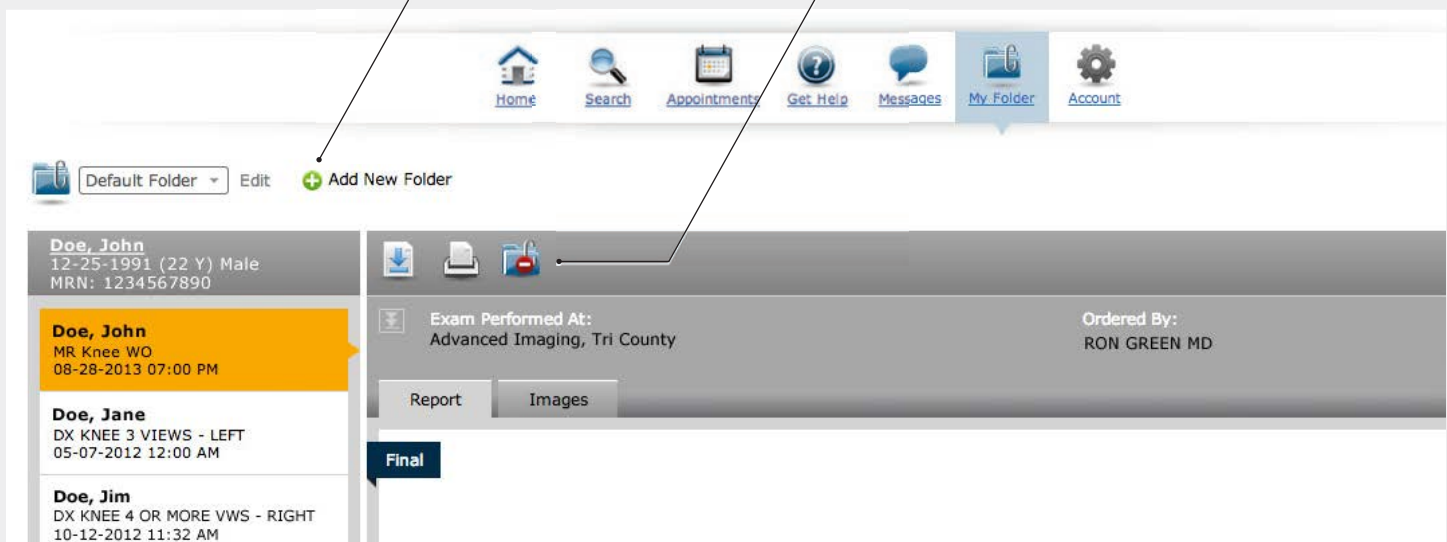 Home Search Appointments Get Help Messages My Folder Account
Default Folder Edit Add New Folder
Doe, John
12-25-1991 (22 Y) Male
MRN: 1234567890
Exam Performed At:
Advanced Imaging, Tri County
Ordered By:
RON GREEN MD
Report Images
Final
Doe, John
MR Knee WO
08-28-2013 07:00 PM
Doe, Jane
DX KNEE 3 VIEWS - LEFT
05-07-2012 12:00 AM
Doe, Jim
DX KNEE 4 OR MORE VWS - RIGHT
10-12-2012 11:32 AM